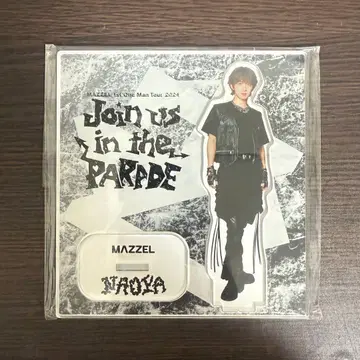 MAZZEL 1st One Man Tour 2024
Join us
in the
PARADE
MAZZEL
NAOYA